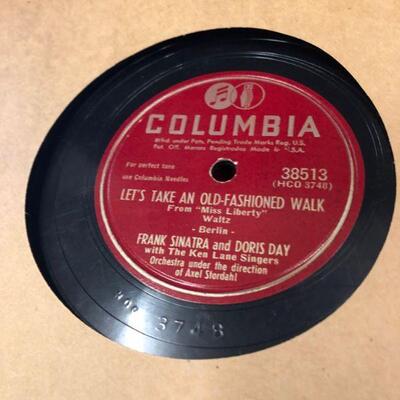 COLUMBIA
Mfrd. under Pats. Pending Trade Marks Reg. U.S.
Pat. Off. Marcas Registradas Made in U.S.A.
For perfect tone
use Columbia Needles
38513
(HCO 3748)
LET'S TAKE AN OLD-FASHIONED WALK
From "Miss Liberty"
Waltz
- Berlin -
FRANK SINATRA and DORIS DAY
with The Ken Lane Singers
Orchestra under the direction
of Axel Stordahl
HCO 3748